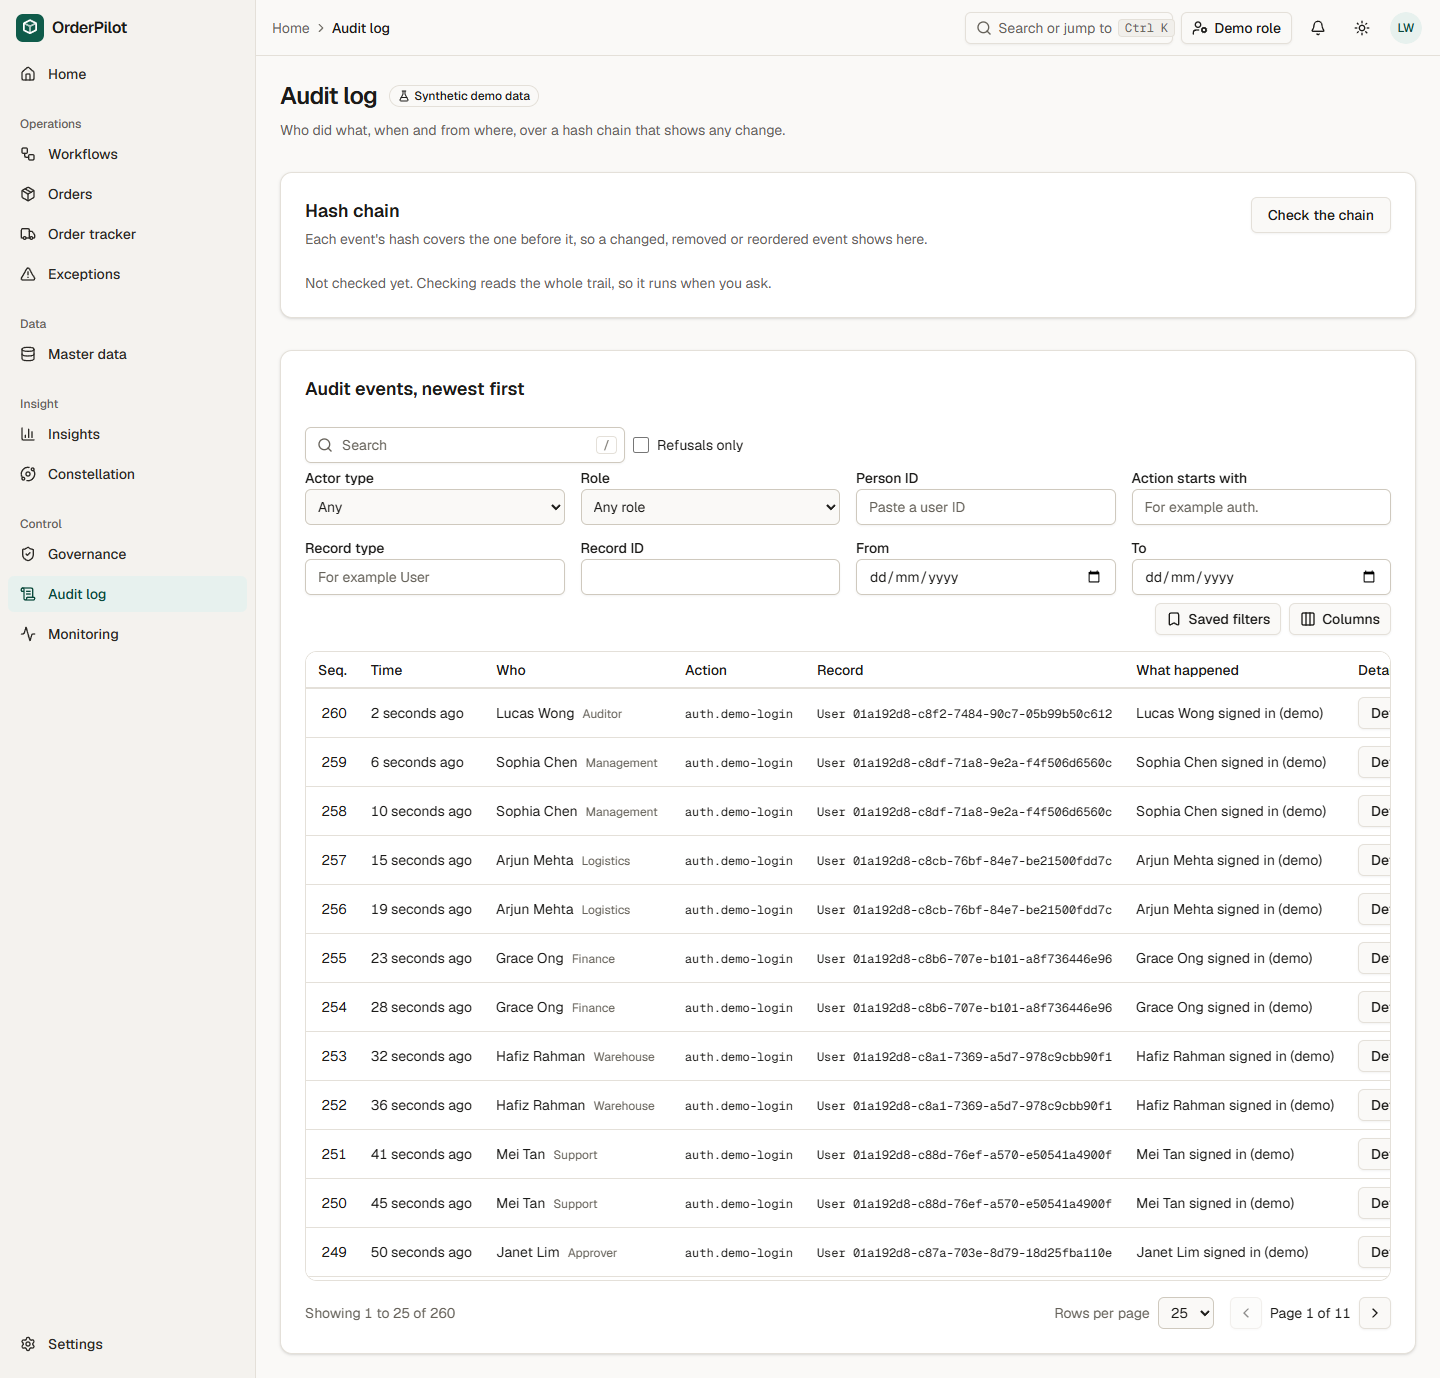 OrderPilot
Home
Operations
Workflows
Orders
Order tracker
Exceptions
Data
Master data
Insight
Insights
Constellation
Control
Governance
Audit log
Monitoring
Settings
Home > Audit log
Search or jump to Ctrl K
Demo role
LW
Audit log Synthetic demo data
Who did what, when and from where, over a hash chain that shows any change.
Hash chain
Check the chain
Each event's hash covers the one before it, so a changed, removed or reordered event shows here.
Not checked yet. Checking reads the whole trail, so it runs when you ask.
Audit events, newest first
Search / Refusals only
Actor type Role Person ID Action starts with
Any Any role Paste a user ID For example auth.
Record type Record ID From To
For example User dd/mm/yyyy dd/mm/yyyy
Saved filters Columns
Seq. Time Who Action Record What happened Deta
260 2 seconds ago Lucas Wong Auditor auth.demo-login User 01a192d8-c8f2-7484-90c7-05b99b50c612 Lucas Wong signed in (demo) De
259 6 seconds ago Sophia Chen Management auth.demo-login User 01a192d8-c8df-71a8-9e2a-f4f506d6560c Sophia Chen signed in (demo) De
258 10 seconds ago Sophia Chen Management auth.demo-login User 01a192d8-c8df-71a8-9e2a-f4f506d6560c Sophia Chen signed in (demo) De
257 15 seconds ago Arjun Mehta Logistics auth.demo-login User 01a192d8-c8cb-76bf-84e7-be21500fdd7c Arjun Mehta signed in (demo) De
256 19 seconds ago Arjun Mehta Logistics auth.demo-login User 01a192d8-c8cb-76bf-84e7-be21500fdd7c Arjun Mehta signed in (demo) De
255 23 seconds ago Grace Ong Finance auth.demo-login User 01a192d8-c8b6-707e-b101-a8f736446e96 Grace Ong signed in (demo) De
254 28 seconds ago Grace Ong Finance auth.demo-login User 01a192d8-c8b6-707e-b101-a8f736446e96 Grace Ong signed in (demo) De
253 32 seconds ago Hafiz Rahman Warehouse auth.demo-login User 01a192d8-c8a1-7369-a5d7-978c9cbb90f1 Hafiz Rahman signed in (demo) De
252 36 seconds ago Hafiz Rahman Warehouse auth.demo-login User 01a192d8-c8a1-7369-a5d7-978c9cbb90f1 Hafiz Rahman signed in (demo) De
251 41 seconds ago Mei Tan Support auth.demo-login User 01a192d8-c88d-76ef-a570-e50541a4900f Mei Tan signed in (demo) De
250 45 seconds ago Mei Tan Support auth.demo-login User 01a192d8-c88d-76ef-a570-e50541a4900f Mei Tan signed in (demo) De
249 50 seconds ago Janet Lim Approver auth.demo-login User 01a192d8-c87a-703e-8d79-18d25fba110e Janet Lim signed in (demo) De
Showing 1 to 25 of 260 Rows per page 25 Page 1 of 11